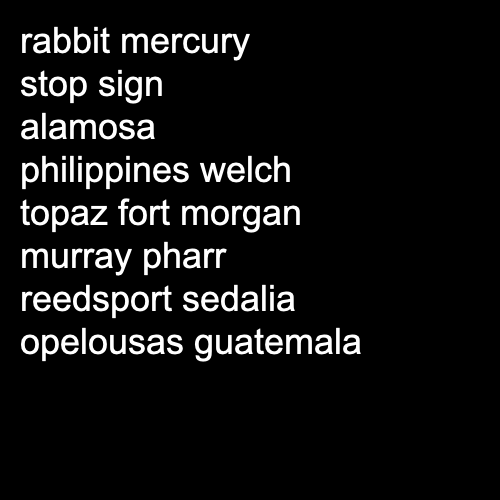 rabbit mercury
stop sign
alamosa
philippines welch
topaz fort morgan
murray pharr
reedsport sedalia
opelousas guatemala